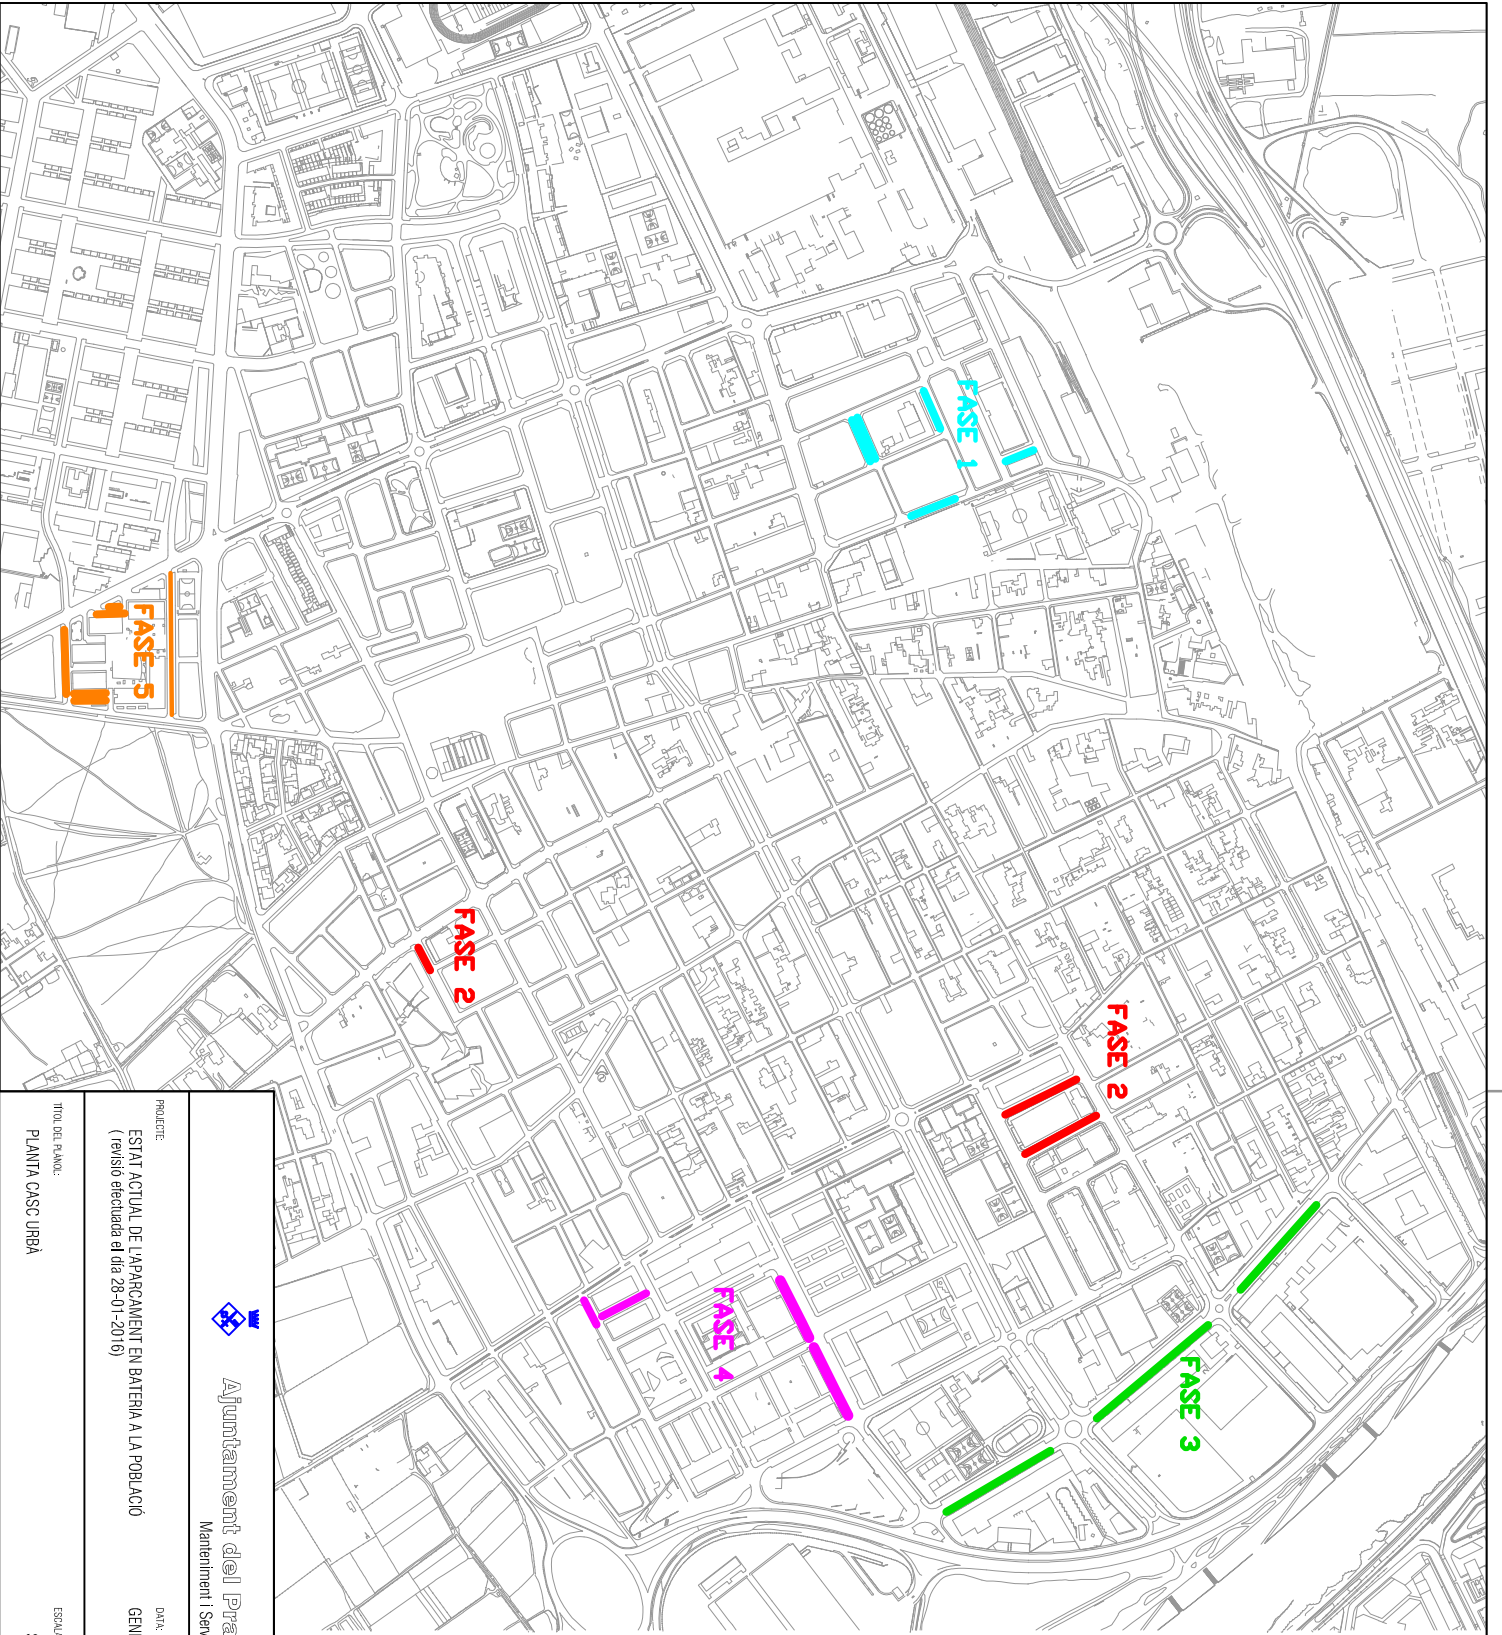 FASE 1
FASE 2
FASE 2
FASE 3
FASE 4
FASE 5
Ajuntament del Pra
Manteniment i Serv
PROJECTE:
ESTAT ACTUAL DE L'APARCAMENT EN BATERIA A LA POBLACIÓ
( revisió efectuada el dia 28-01-2016)
DATA:
GEN
TÍTOL DEL PLÀNOL:
PLANTA CASC URBÀ
ESCALA